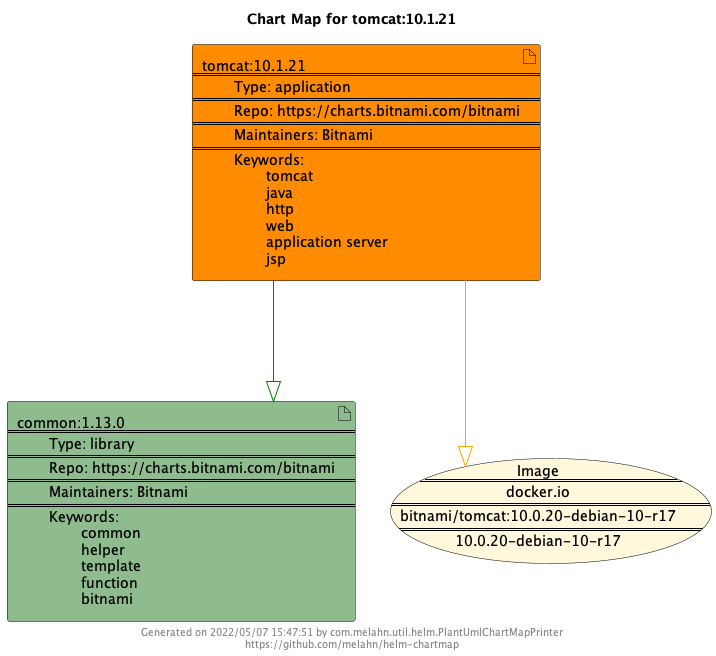 Chart Map for tomcat:10.1.21
tomcat:10.1.21
Type: application
Repo: https://charts.bitnami.com/bitnami
Maintainers: Bitnami
Keywords:
tomcat
java
http
web
application server
jsp
common:1.13.0
Type: library
Repo: https://charts.bitnami.com/bitnami
Maintainers: Bitnami
Keywords:
common
helper
template
function
bitnami
Image
docker.io
bitnami/tomcat:10.0.20-debian-10-r17
10.0.20-debian-10-r17
Generated on 2022/05/07 15:47:51 by com.melahn.util.helm.PlantUmlChartMapPrinter
https://github.com/melahn/helm-chartmap